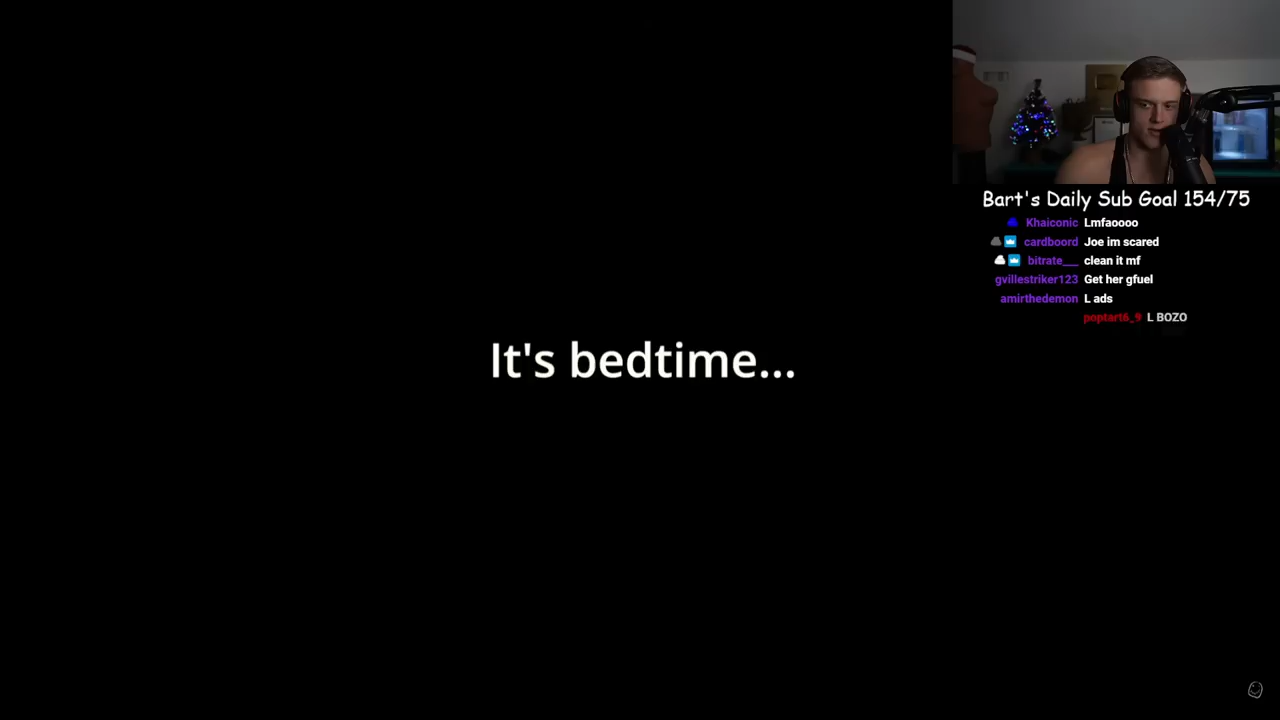 Bart's Daily Sub Goal 154/75
Khaiconic Lmfaoooo
cardboord Joe im scared
bitrate___ clean it mf
gvillestriker123 Get her gfuel
amirthedemon L ads
poptart6_9 L BOZO
It's bedtime...